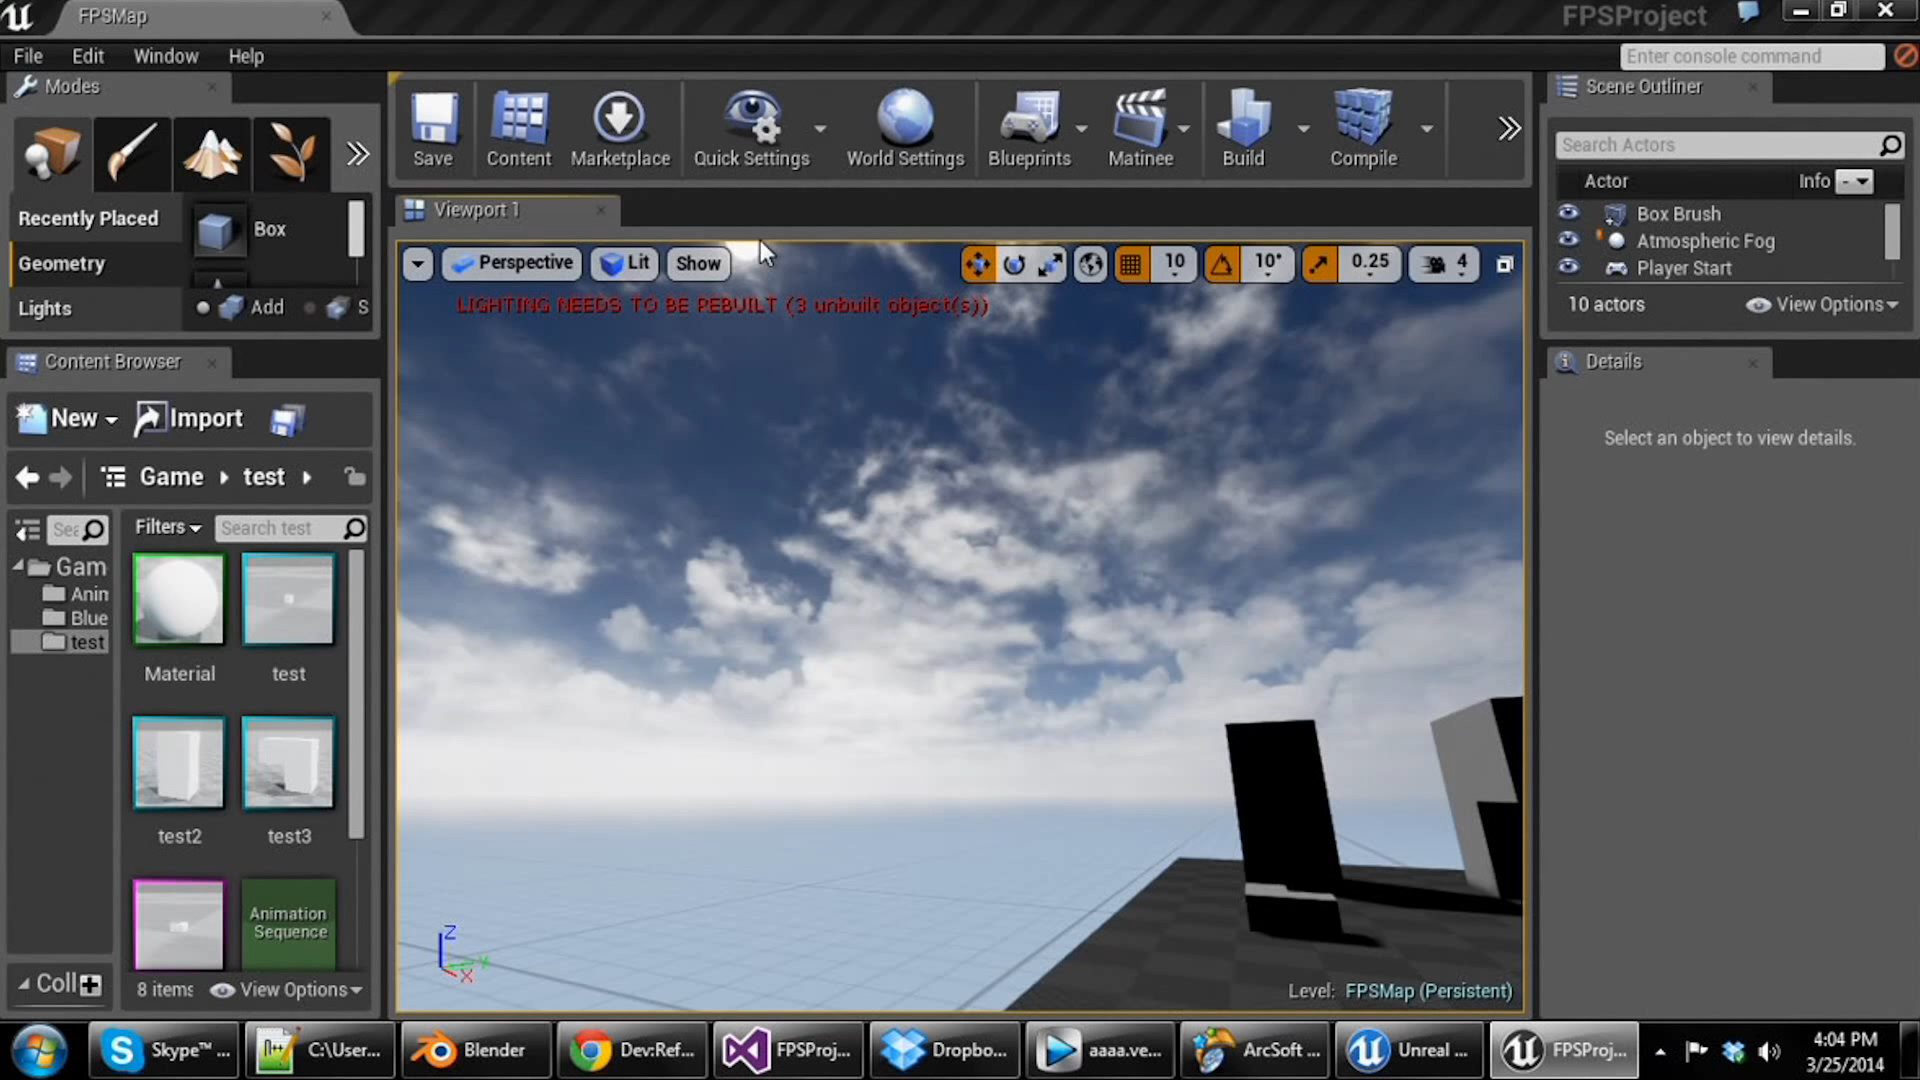 FPSMap
FPSProject
File Edit Window Help
Enter console command
Modes
Save Content Marketplace Quick Settings World Settings Blueprints Matinee Build Compile
Scene Outliner
Search Actors
Actor Info -
Recently Placed
Box
Geometry
Lights
Add S
Box Brush
Atmospheric Fog
Player Start
10 actors View Options
Viewport 1
Perspective Lit Show 10 10° 0.25 4
LIGHTING NEEDS TO BE REBUILT (3 unbuilt object(s))
Content Browser
New Import
Game test
Sea Filters Search test
Gam
Anim
Blue
test
Material test
test2 test3
Animation
Sequence
Coll
8 items View Options
Details
Select an object to view details.
Z
Y
X
Level: FPSMap (Persistent)
Skype™ ... C:\User... Blender Dev:Ref... FPSProj... Dropbo... aaaa.ve... ArcSoft ... Unreal ... FPSProj...
4:04 PM
3/25/2014